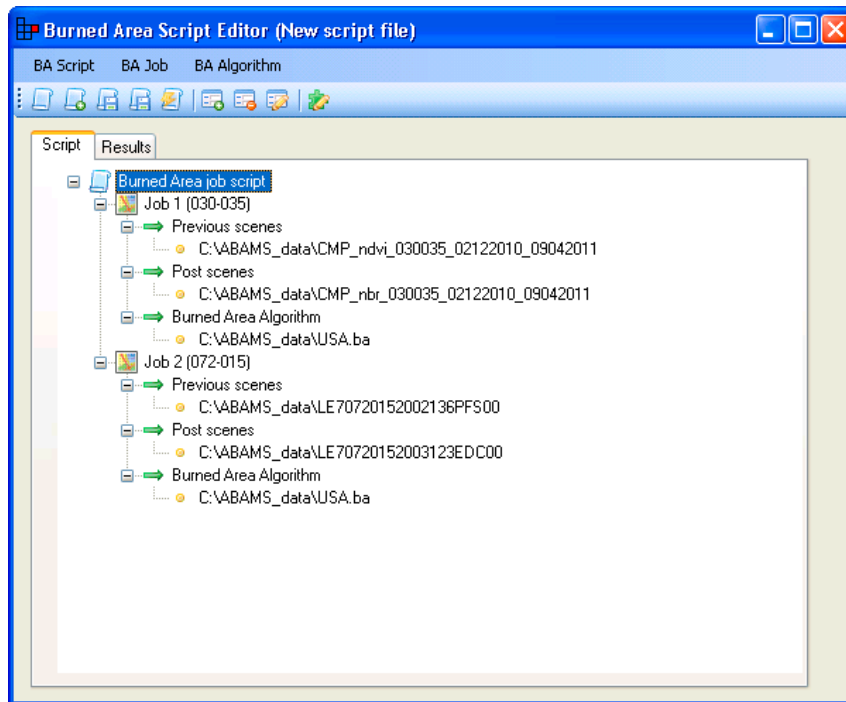 Burned Area Script Editor (New script file)
BA Script BA Job BA Algorithm
Script Results
Burned Area job script
Job 1 (030-035)
Previous scenes
C:\ABAMS_data\CMP_ndvi_030035_02122010_09042011
Post scenes
C:\ABAMS_data\CMP_nbr_030035_02122010_09042011
Burned Area Algorithm
C:\ABAMS_data\USA.ba
Job 2 (072-015)
Previous scenes
C:\ABAMS_data\LE70720152002136PFS00
Post scenes
C:\ABAMS_data\LE70720152003123EDC00
Burned Area Algorithm
C:\ABAMS_data\USA.ba